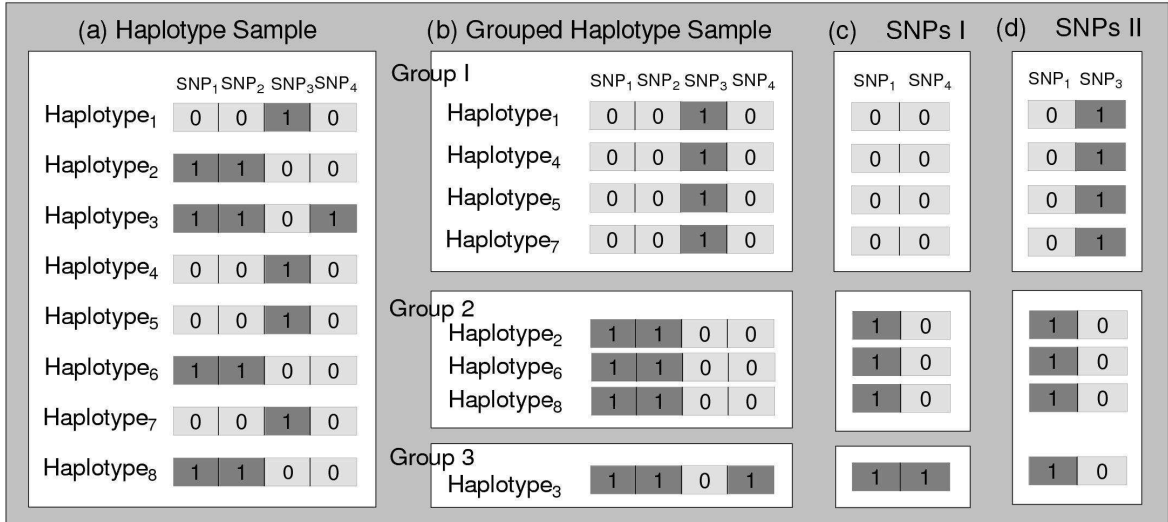 (a) Haplotype Sample
SNP₁ SNP₂ SNP₃ SNP₄
Haplotype₁ 0 0 1 0
Haplotype₂ 1 1 0 0
Haplotype₃ 1 1 0 1
Haplotype₄ 0 0 1 0
Haplotype₅ 0 0 1 0
Haplotype₆ 1 1 0 0
Haplotype₇ 0 0 1 0
Haplotype₈ 1 1 0 0
(b) Grouped Haplotype Sample
Group I
SNP₁ SNP₂ SNP₃ SNP₄
Haplotype₁ 0 0 1 0
Haplotype₄ 0 0 1 0
Haplotype₅ 0 0 1 0
Haplotype₇ 0 0 1 0
Group 2
Haplotype₂ 1 1 0 0
Haplotype₆ 1 1 0 0
Haplotype₈ 1 1 0 0
Group 3
Haplotype₃ 1 1 0 1
(c) SNPs I
SNP₁ SNP₄
0 0
0 0
0 0
0 0
1 0
1 0
1 0
1 1
(d) SNPs II
SNP₁ SNP₃
0 1
0 1
0 1
0 1
1 0
1 0
1 0
1 0